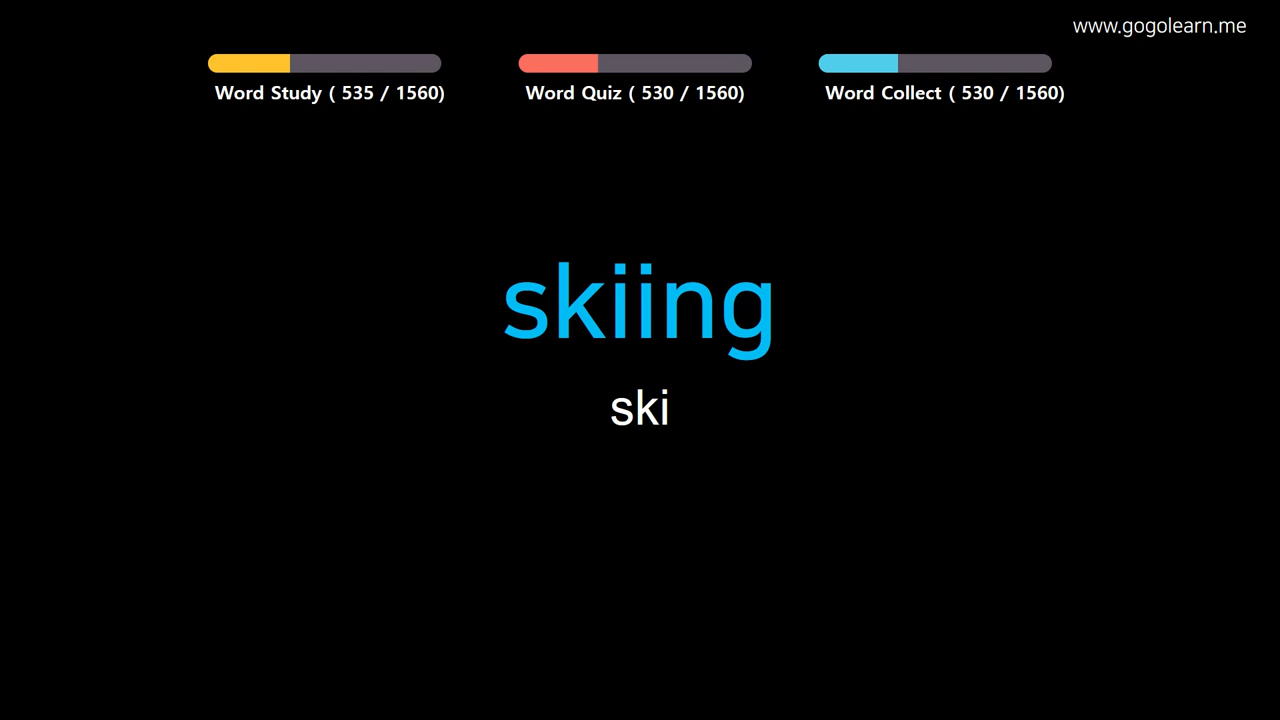 www.gogolearn.me
Word Study ( 535 / 1560)
Word Quiz ( 530 / 1560)
Word Collect ( 530 / 1560)
skiing
ski